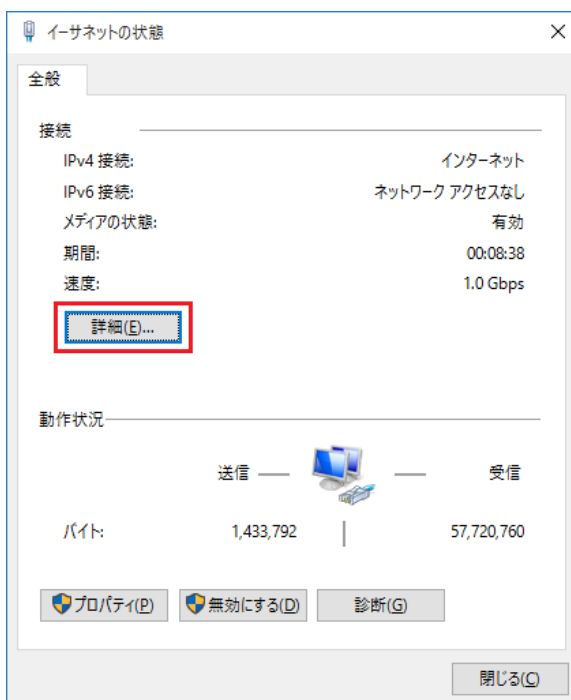 イーサネットの状態
全般
接続
IPv4 接続: インターネット
IPv6 接続: ネットワーク アクセスなし
メディアの状態: 有効
期間: 00:08:38
速度: 1.0 Gbps
詳細(E)...
動作状況
送信 受信
バイト: 1,433,792 57,720,760
プロパティ(P) 無効にする(D) 診断(G)
閉じる(C)